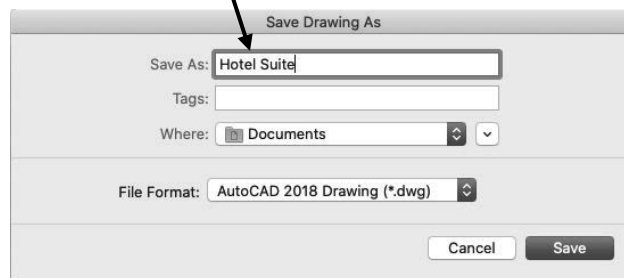 Save Drawing As
Save As: Hotel Suite
Tags:
Where: Documents
File Format: AutoCAD 2018 Drawing (*.dwg)
Cancel Save